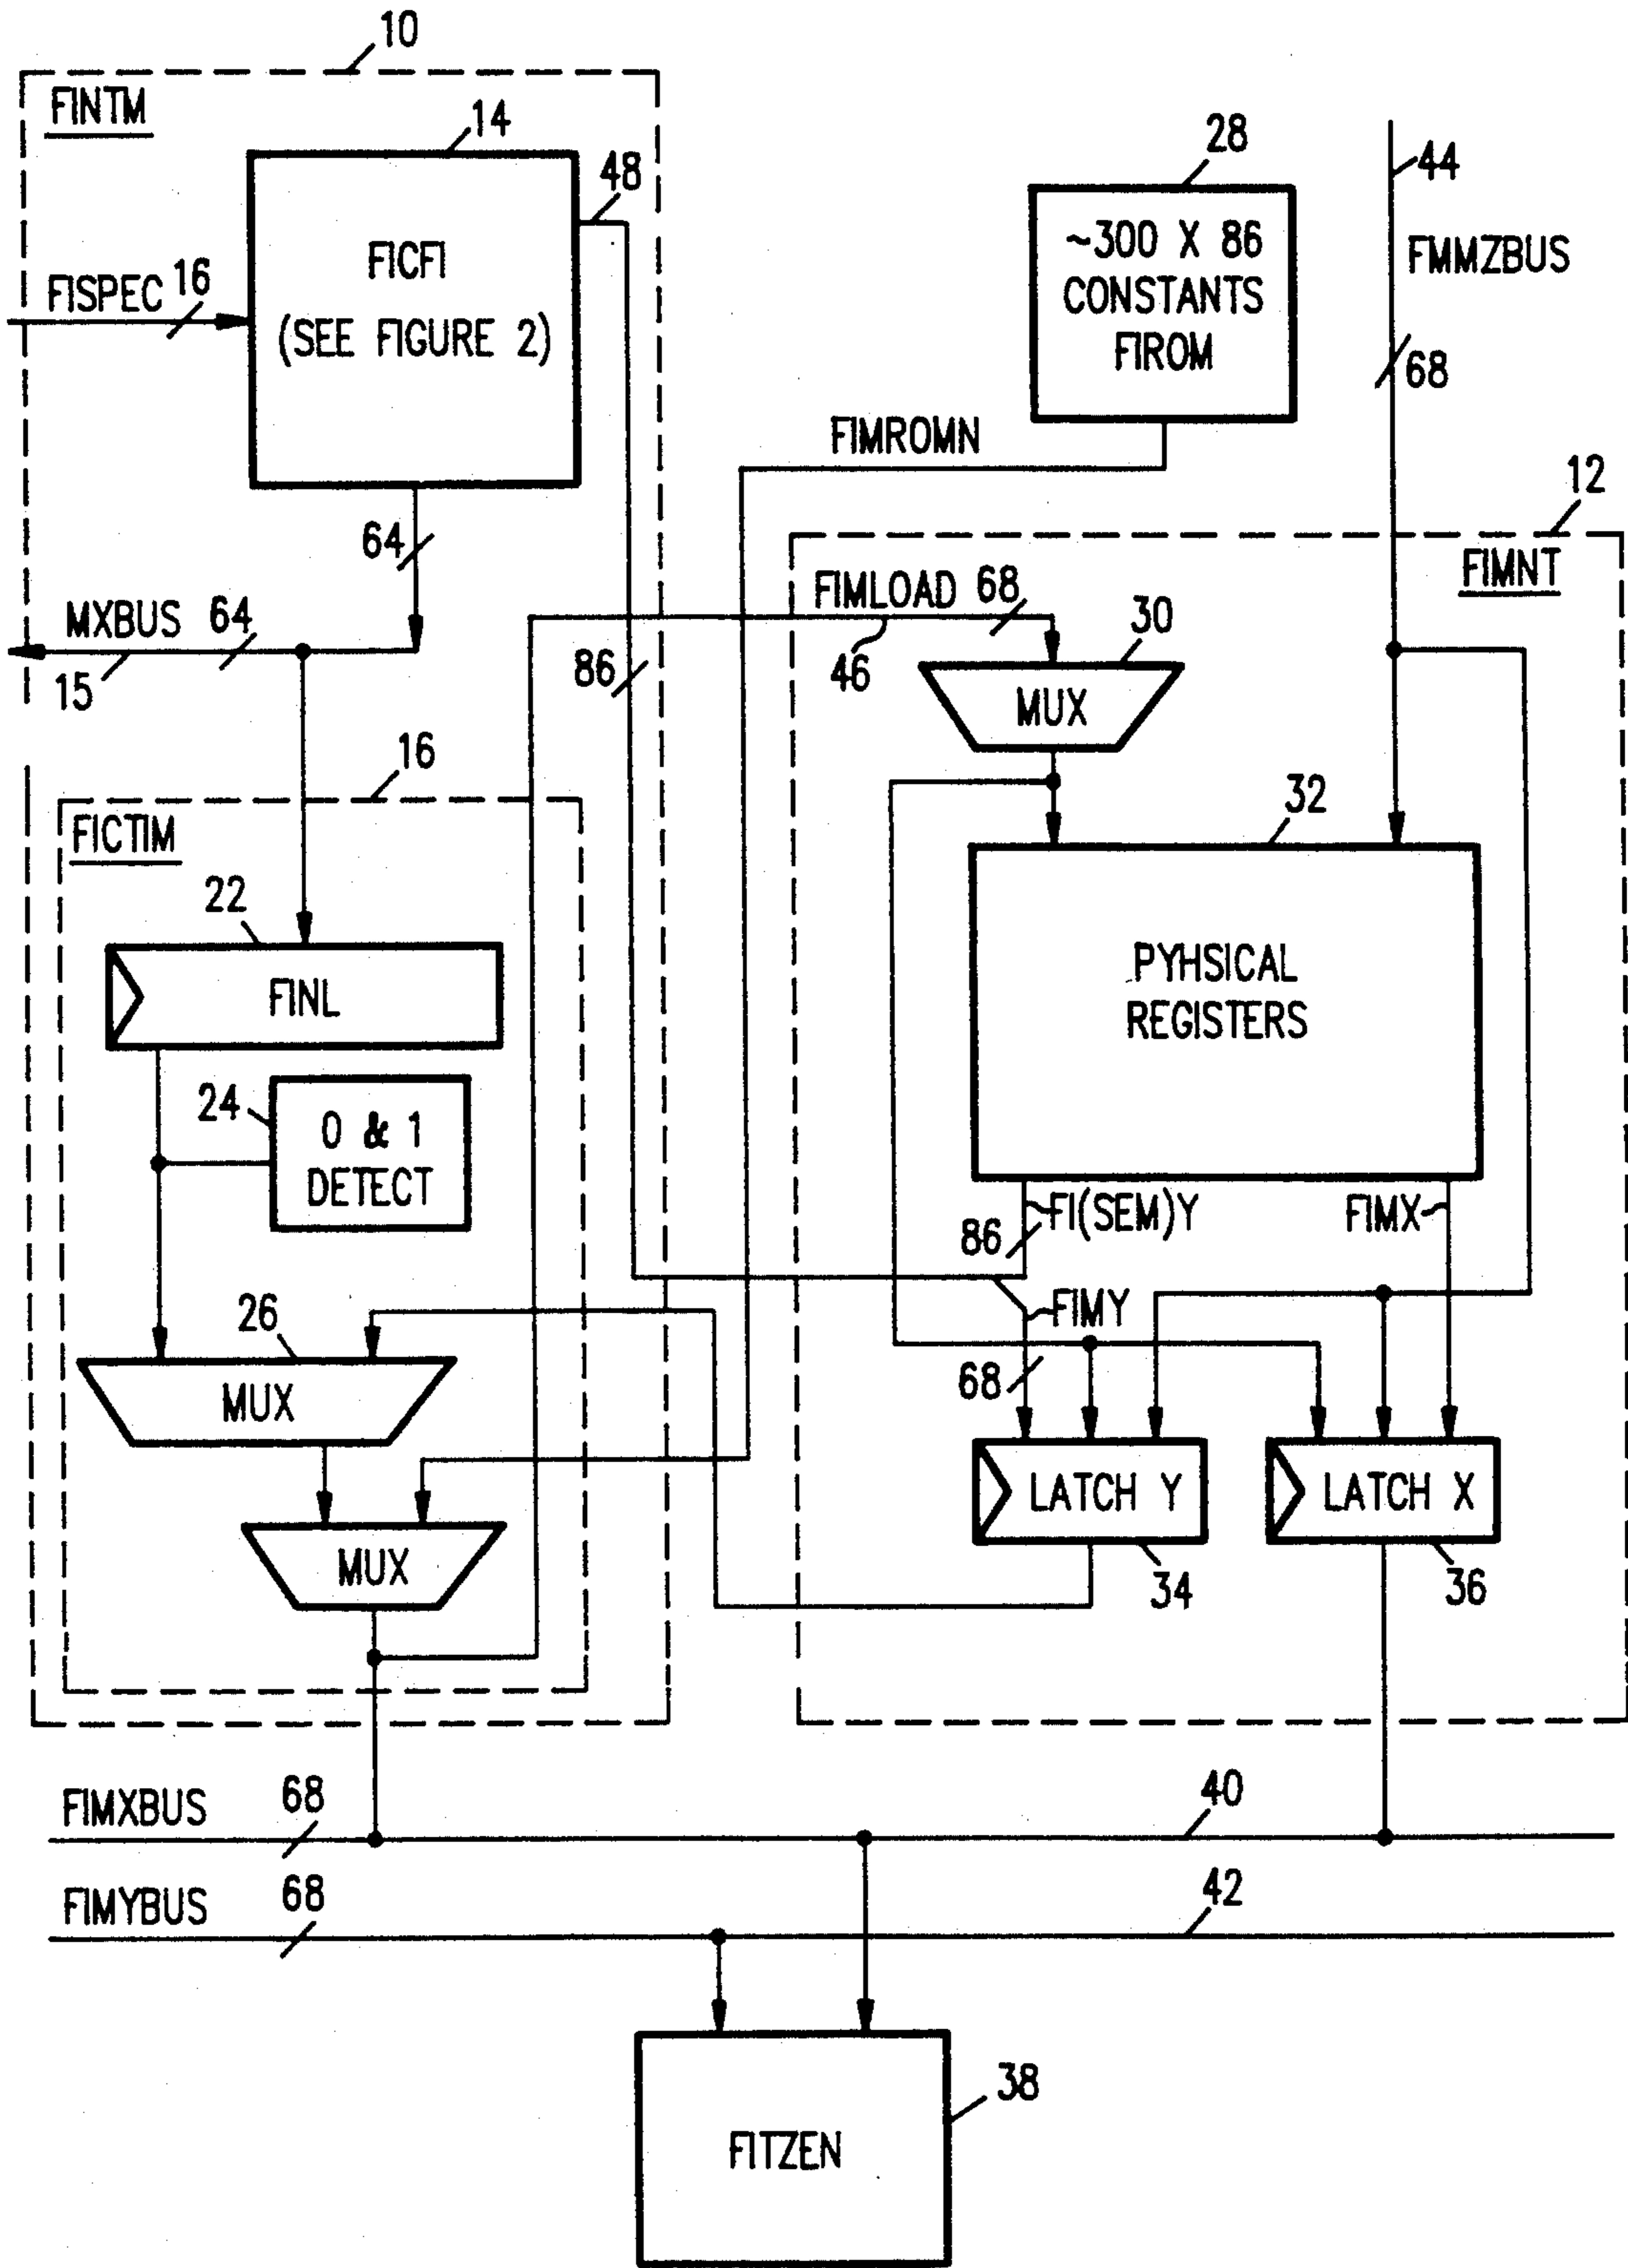 10
FINTM
14
48
FICFI
(SEE FIGURE 2)
FISPEC 16
28
~300 X 86
CONSTANTS
FIROM
44
FMMZBUS
68
FIMROMN
12
FIMNT
64
MXBUS 64
15
86
FIMLOAD 68
46
30
MUX
16
FICTIM
32
PYHSICAL
REGISTERS
22
FINL
24
0 & 1
DETECT
FI(SEM)Y
86
FIMX
FIMY
68
26
MUX
MUX
LATCH Y
34
LATCH X
36
FIMXBUS 68
40
FIMYBUS 68
42
38
FITZEN